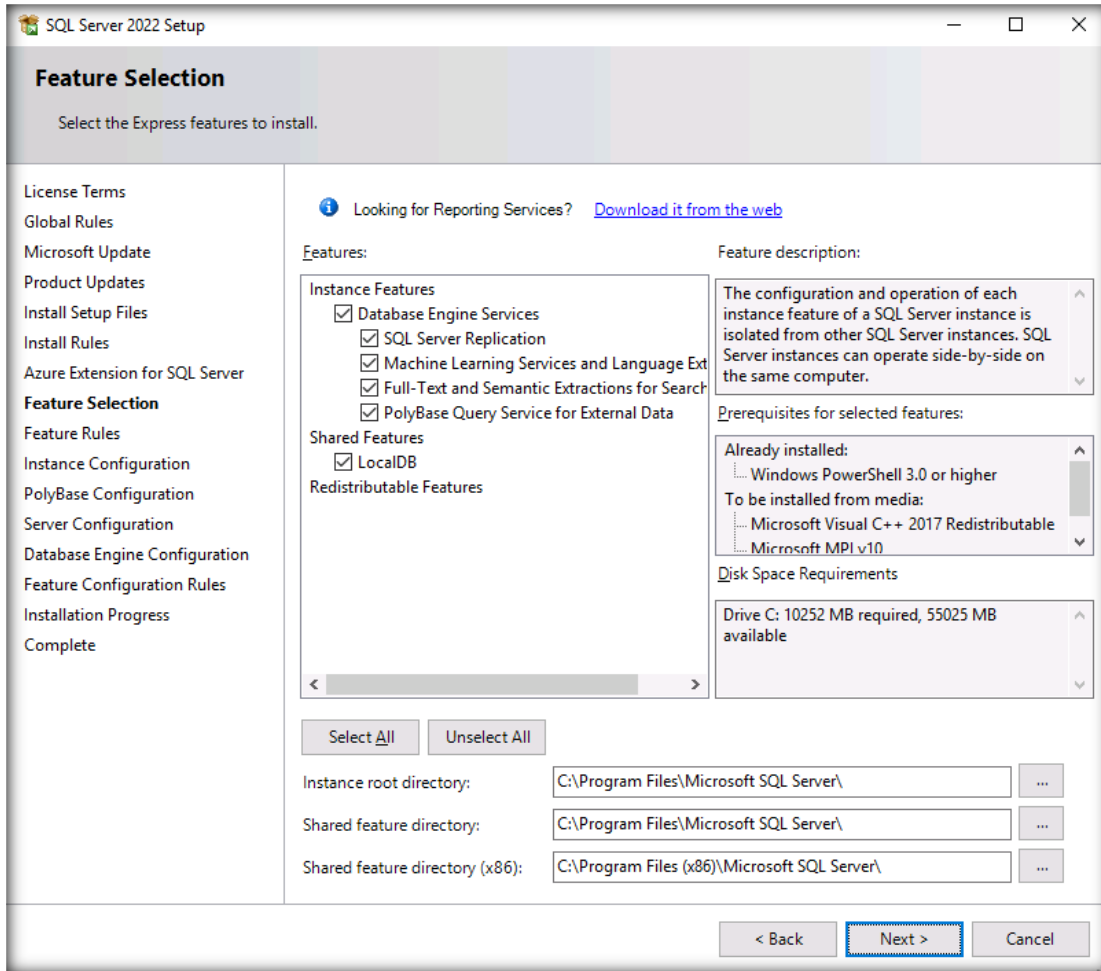 SQL Server 2022 Setup
Feature Selection
Select the Express features to install.
License Terms
Global Rules
Microsoft Update
Product Updates
Install Setup Files
Install Rules
Azure Extension for SQL Server
Feature Selection
Feature Rules
Instance Configuration
PolyBase Configuration
Server Configuration
Database Engine Configuration
Feature Configuration Rules
Installation Progress
Complete
Looking for Reporting Services? Download it from the web
Features:
Instance Features
Database Engine Services
SQL Server Replication
Machine Learning Services and Language Ext
Full-Text and Semantic Extractions for Search
PolyBase Query Service for External Data
Shared Features
LocalDB
Redistributable Features
Feature description:
The configuration and operation of each
instance feature of a SQL Server instance is
isolated from other SQL Server instances. SQL
Server instances can operate side-by-side on
the same computer.
Prerequisites for selected features:
Already installed:
Windows PowerShell 3.0 or higher
To be installed from media:
Microsoft Visual C++ 2017 Redistributable
Microsoft MPI v10
Disk Space Requirements
Drive C: 10252 MB required, 55025 MB
available
Select All
Unselect All
Instance root directory:
C:\Program Files\Microsoft SQL Server\
...
Shared feature directory:
C:\Program Files\Microsoft SQL Server\
...
Shared feature directory (x86):
C:\Program Files (x86)\Microsoft SQL Server\
...
< Back
Next >
Cancel